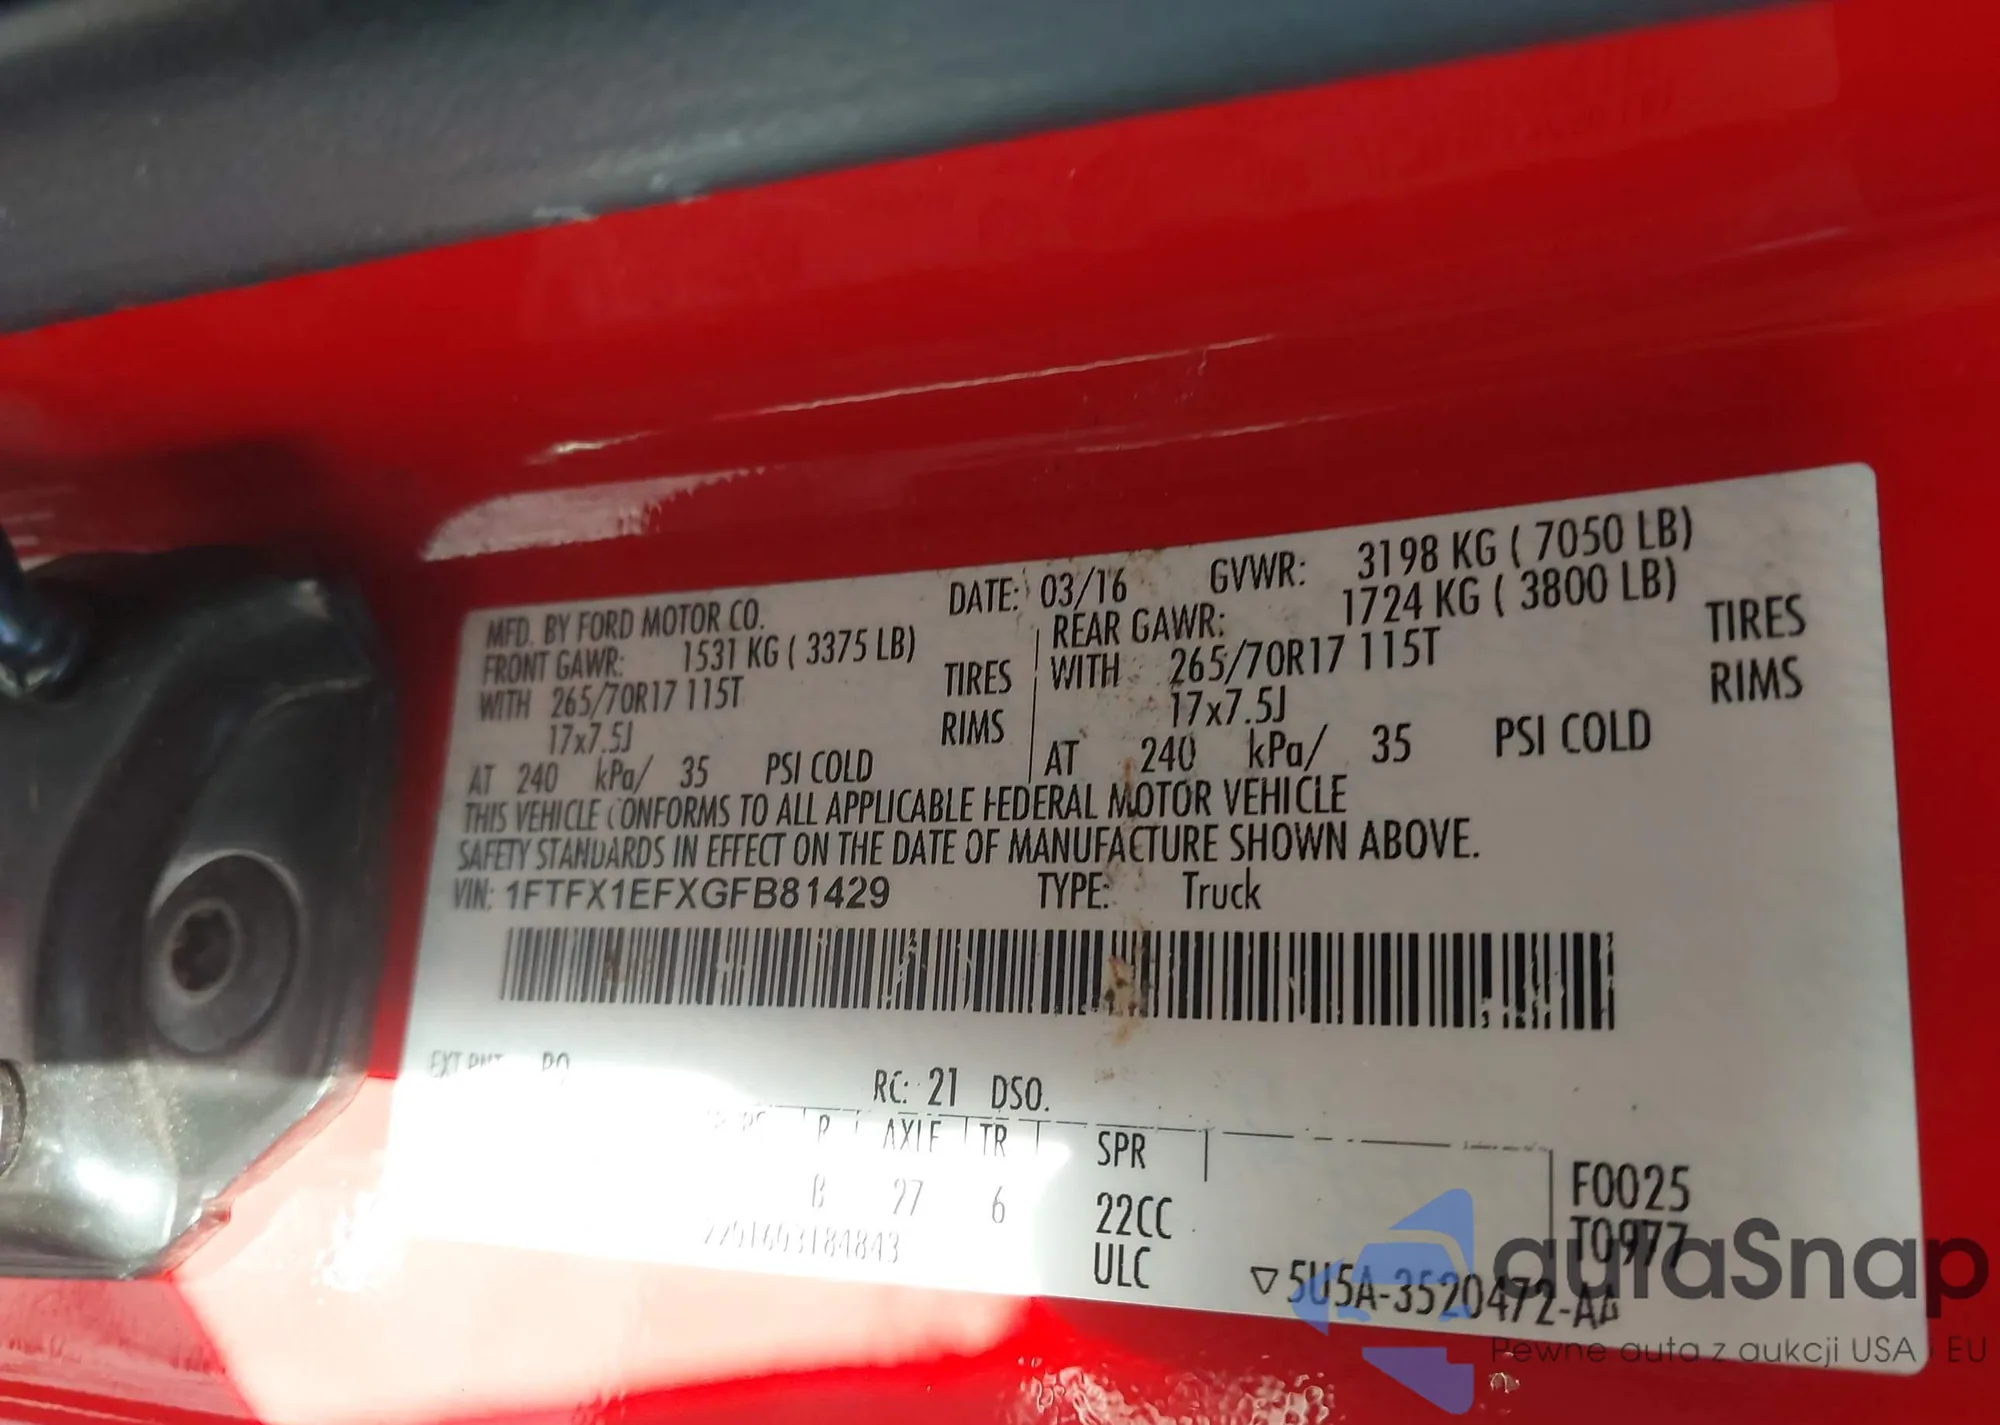 MFD. BY FORD MOTOR CO. DATE: 03/16 GVWR: 3198 KG ( 7050 LB)
FRONT GAWR: 1531 KG ( 3375 LB) REAR GAWR: 1724 KG ( 3800 LB)
WITH 265/70R17 115T TIRES WITH 265/70R17 115T TIRES
17x7.5J RIMS 17x7.5J RIMS
AT 240 kPa/ 35 PSI COLD AT 240 kPa/ 35 PSI COLD
THIS VEHICLE CONFORMS TO ALL APPLICABLE FEDERAL MOTOR VEHICLE
SAFETY STANDARDS IN EFFECT ON THE DATE OF MANUFACTURE SHOWN ABOVE.
VIN: 1FTFX1EFXGFB81429 TYPE: Truck
EXT PNT RC: 21 DSO.
AXLE TR SPR
B 27 6 22CC F0025
ULC T0977
▽5U5A-3520472-AA
autaSnap
Pewne auta z aukcji USA i EU